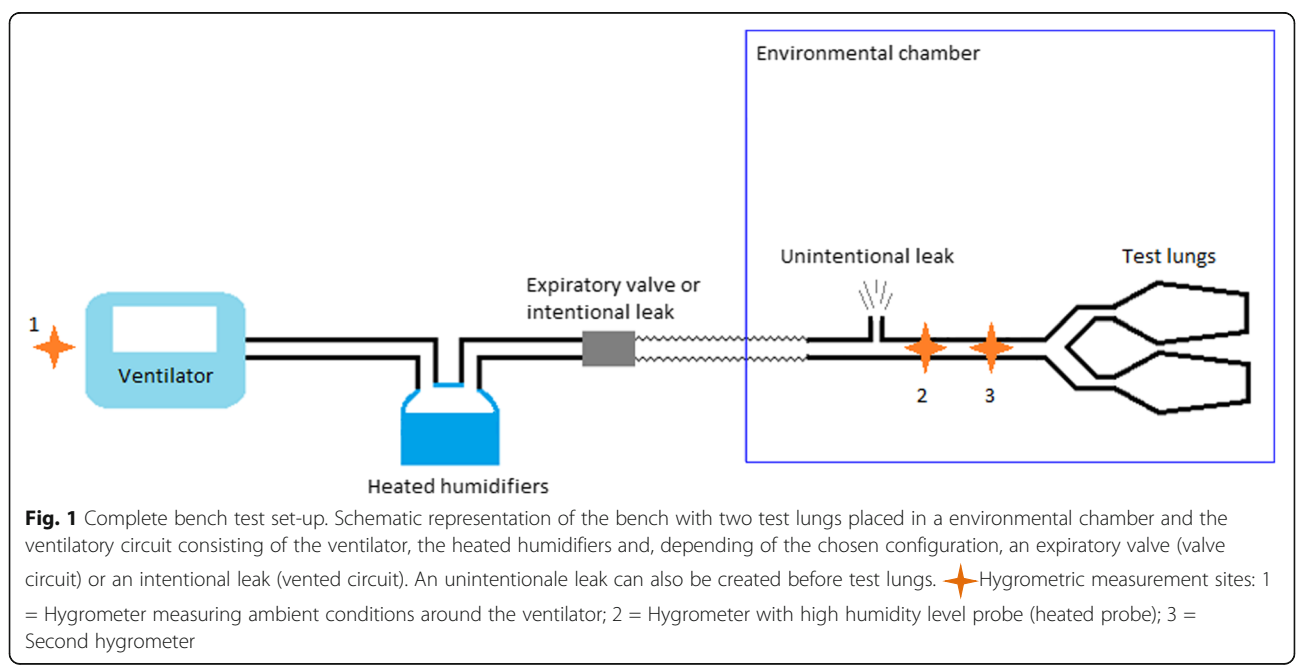 Environmental chamber
Unintentional leak
Test lungs
Expiratory valve or
intentional leak
1
Ventilator
2
3
Heated humidifiers
Fig. 1 Complete bench test set-up. Schematic representation of the bench with two test lungs placed in a environmental chamber and the
ventilatory circuit consisting of the ventilator, the heated humidifiers and, depending of the chosen configuration, an expiratory valve (valve
circuit) or an intentional leak (vented circuit). An unintentionale leak can also be created before test lungs. Hygrometric measurement sites: 1
= Hygrometer measuring ambient conditions around the ventilator; 2 = Hygrometer with high humidity level probe (heated probe); 3 =
Second hygrometer